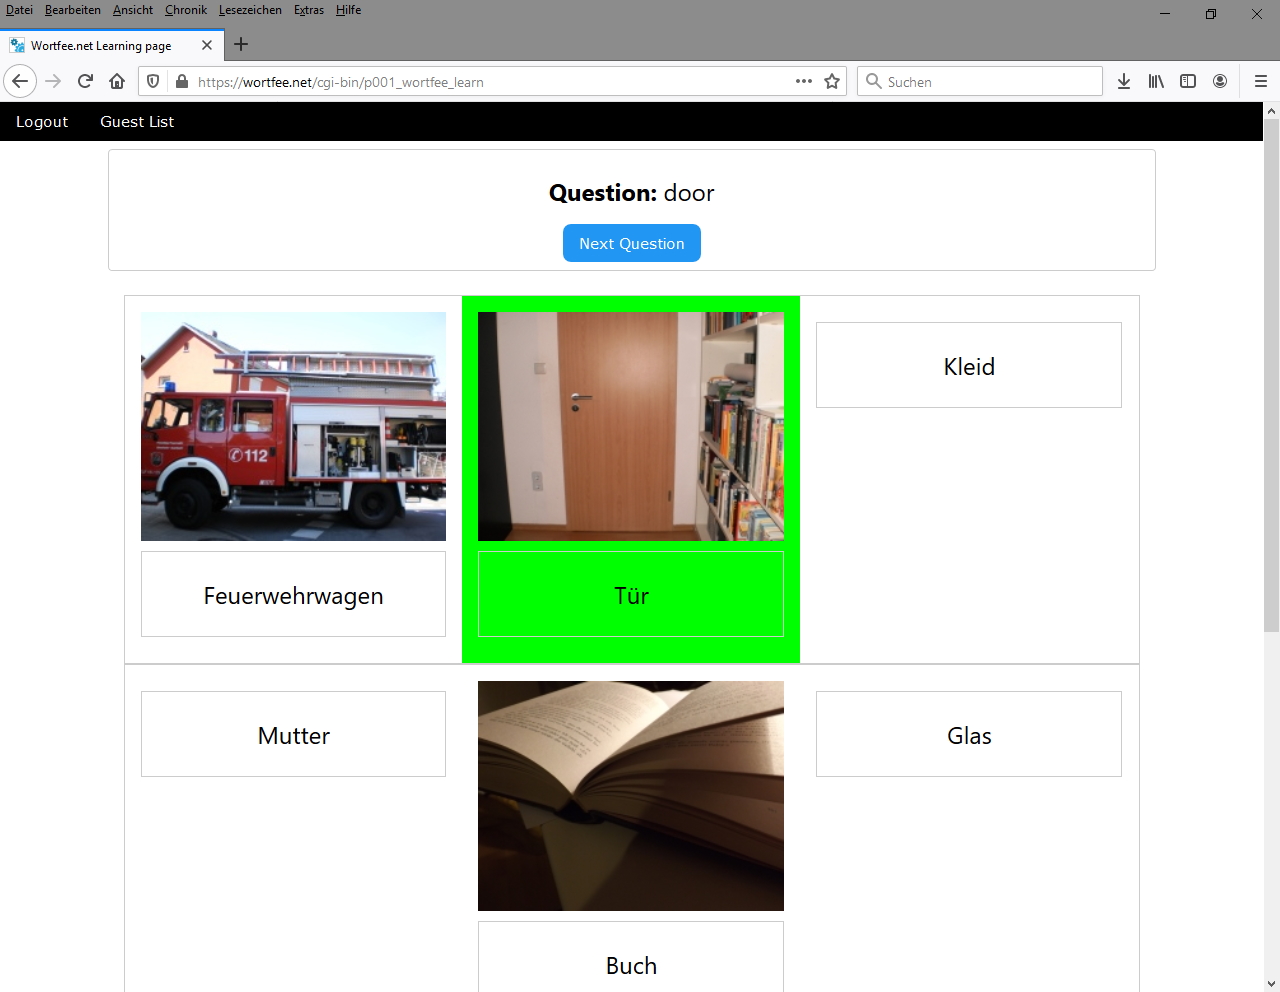 Datei Bearbeiten Ansicht Chronik Lesezeichen Extras Hilfe
Wortfee.net Learning page
https://wortfee.net/cgi-bin/p001_wortfee_learn
Suchen
Logout Guest List
Question: door
Next Question
112
Feuerwehrwagen
Tür
Kleid
Mutter
Buch
Glas